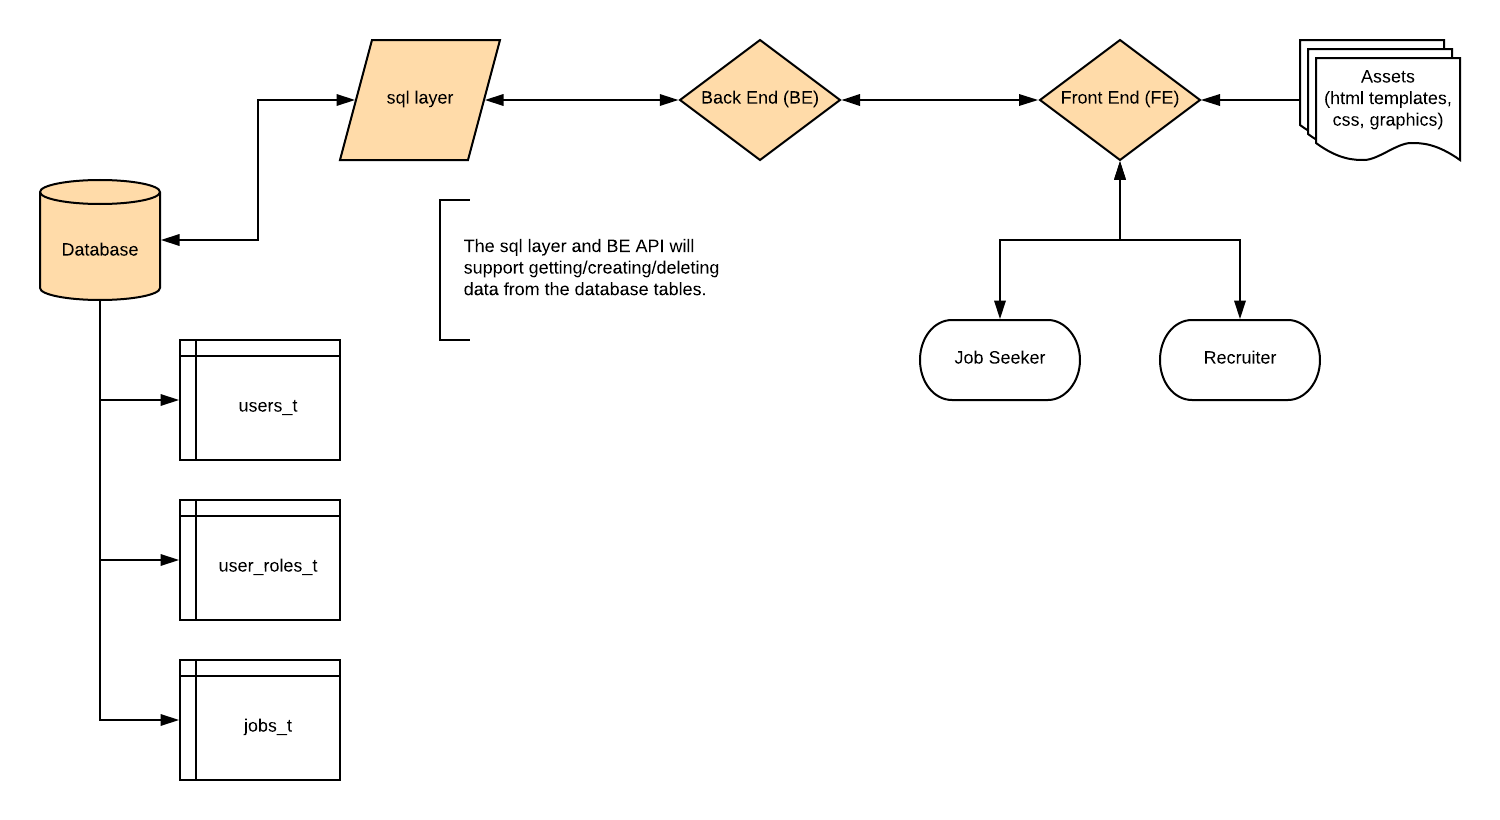 sql layer
Back End (BE)
Front End (FE)
Assets
(html templates,
css, graphics)
Database
The sql layer and BE API will
support getting/creating/deleting
data from the database tables.
Job Seeker
Recruiter
users_t
user_roles_t
jobs_t